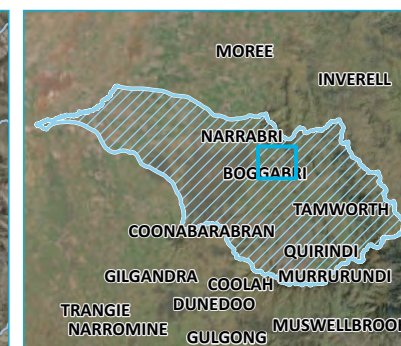 MOREE
INVERELL
NARRABRI
BOGGABRI
TAMWORTH
COONABARABRAN
QUIRINDI
GILGANDRA
COOLAH
MURRURUNDI
DUNEDOO
TRANGIE
NARROMINE
MUSWELLBROOK
GULGONG